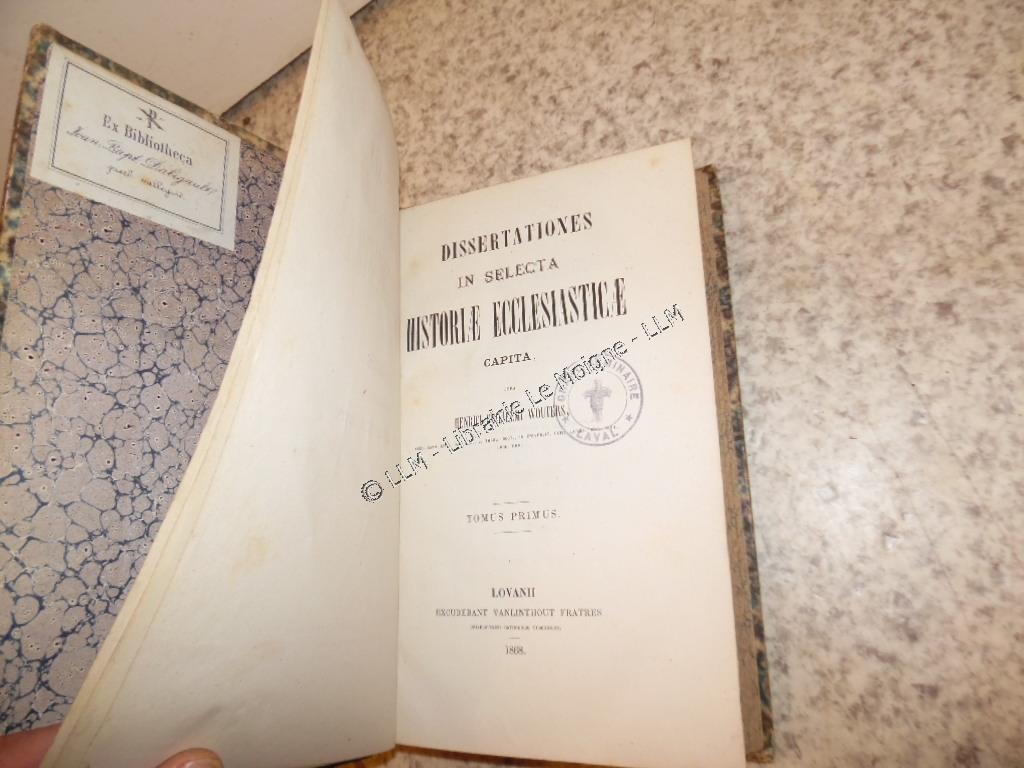 Ex Bibliotheca
DISSERTATIONES
IN SELECTA
HISTORIÆ ECCLESIASTICÆ
CAPITA.
WOUTERS,
TOMUS PRIMUS.
LOVANII
EXCUDEBANT VANLINTHOUT FRATRES
1868.
LAVAL
© LLM - Librairie Le Moigne - LLM